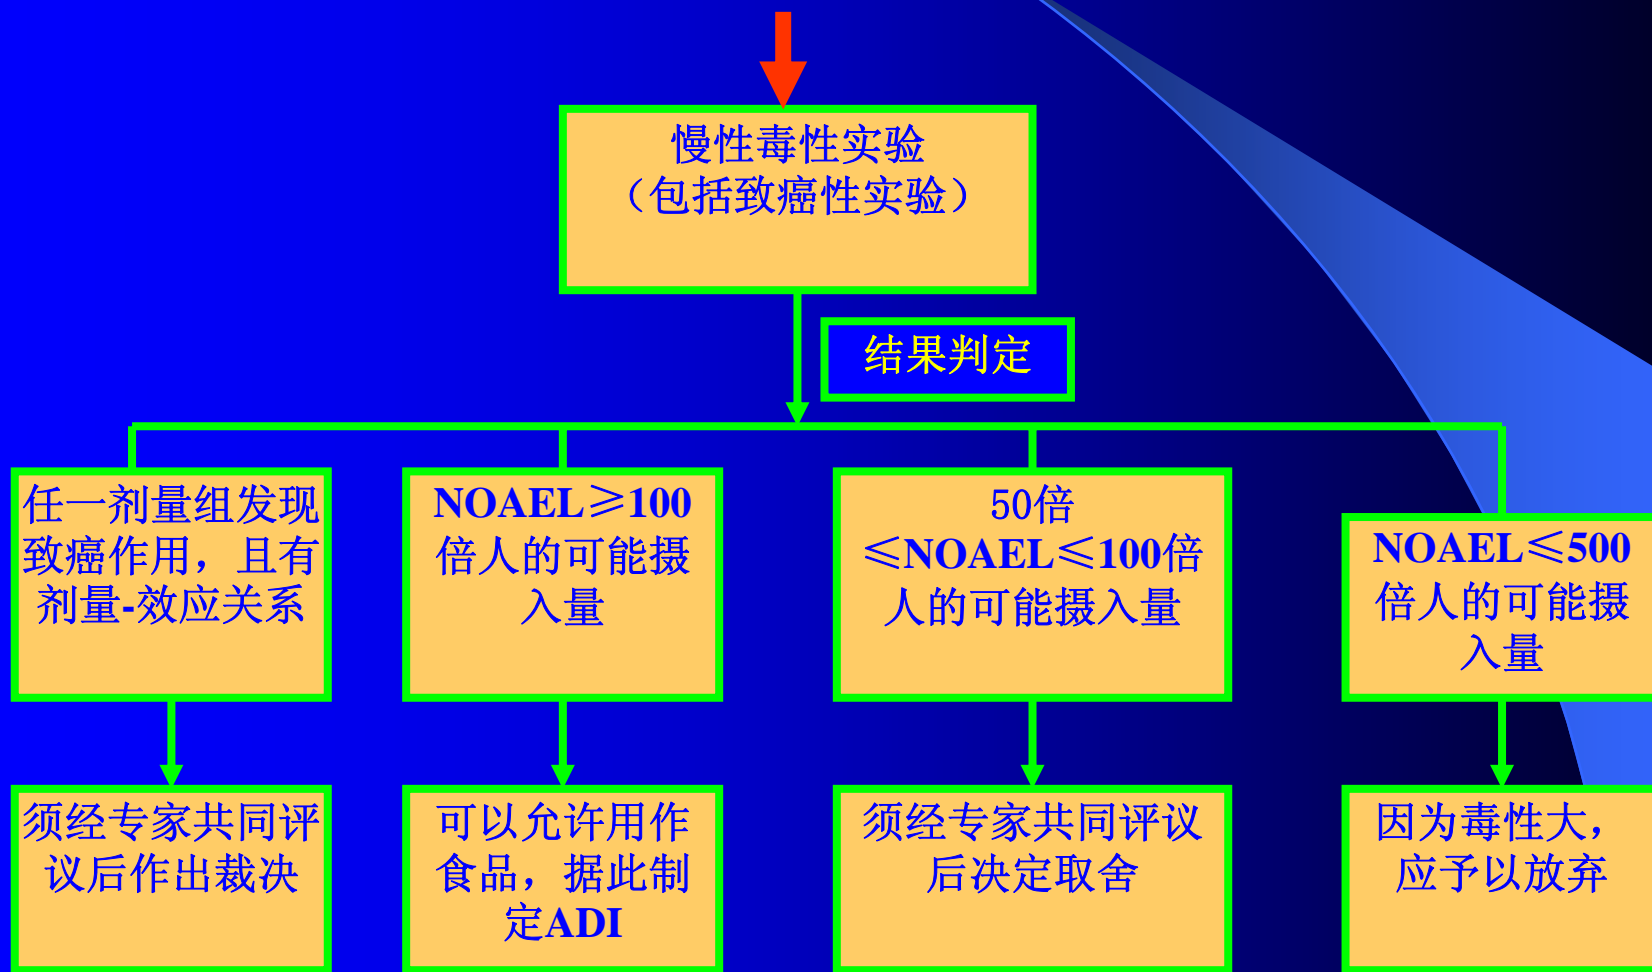 慢性毒性实验
（包括致癌性实验）
结果判定
任一剂量组发现
致癌作用，且有
剂量-效应关系
NOAEL≥100
倍人的可能摄
入量
50倍
≤NOAEL≤100倍
人的可能摄入量
NOAEL≤500
倍人的可能摄
入量
须经专家共同评
议后作出裁决
可以允许用作
食品，据此制
定ADI
须经专家共同评议
后决定取舍
因为毒性大，
应予以放弃